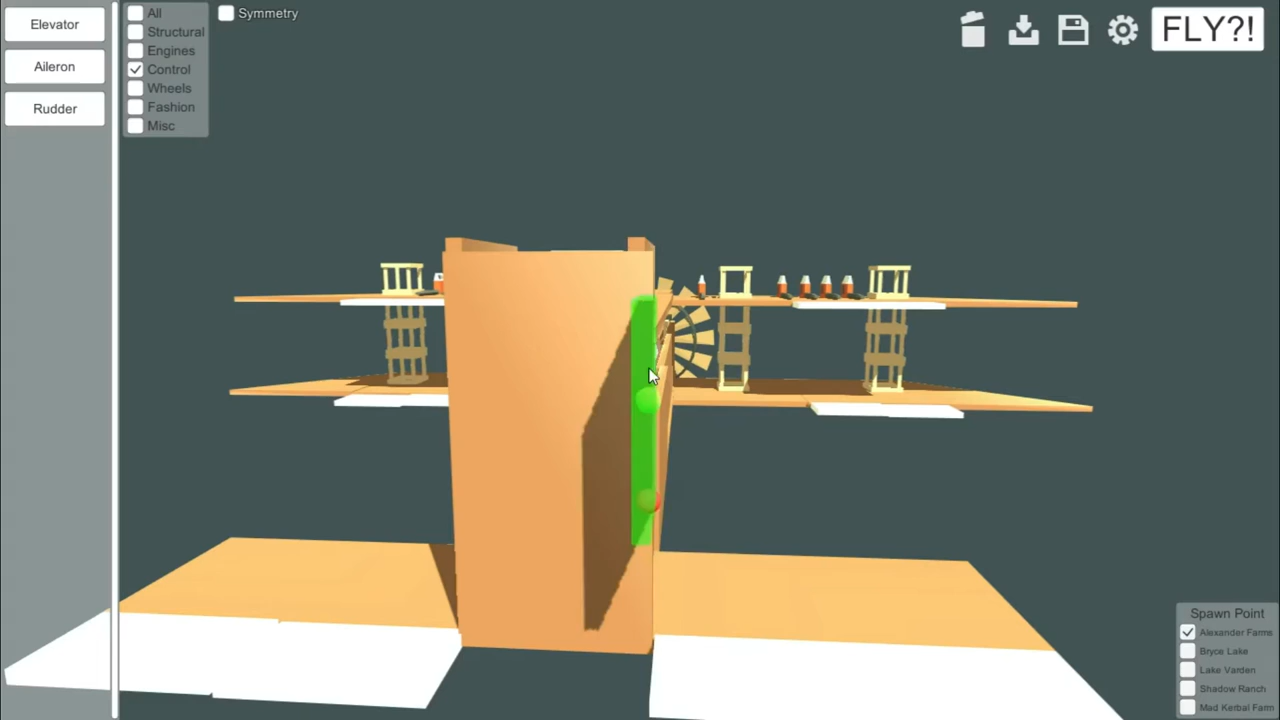 Elevator
Aileron
Rudder
All
Structural
Engines
Control
Wheels
Fashion
Misc
Symmetry
FLY?!
Spawn Point
Alexander Farms
Bryce Lake
Lake Varden
Shadow Ranch
Mad Kerbal Farm